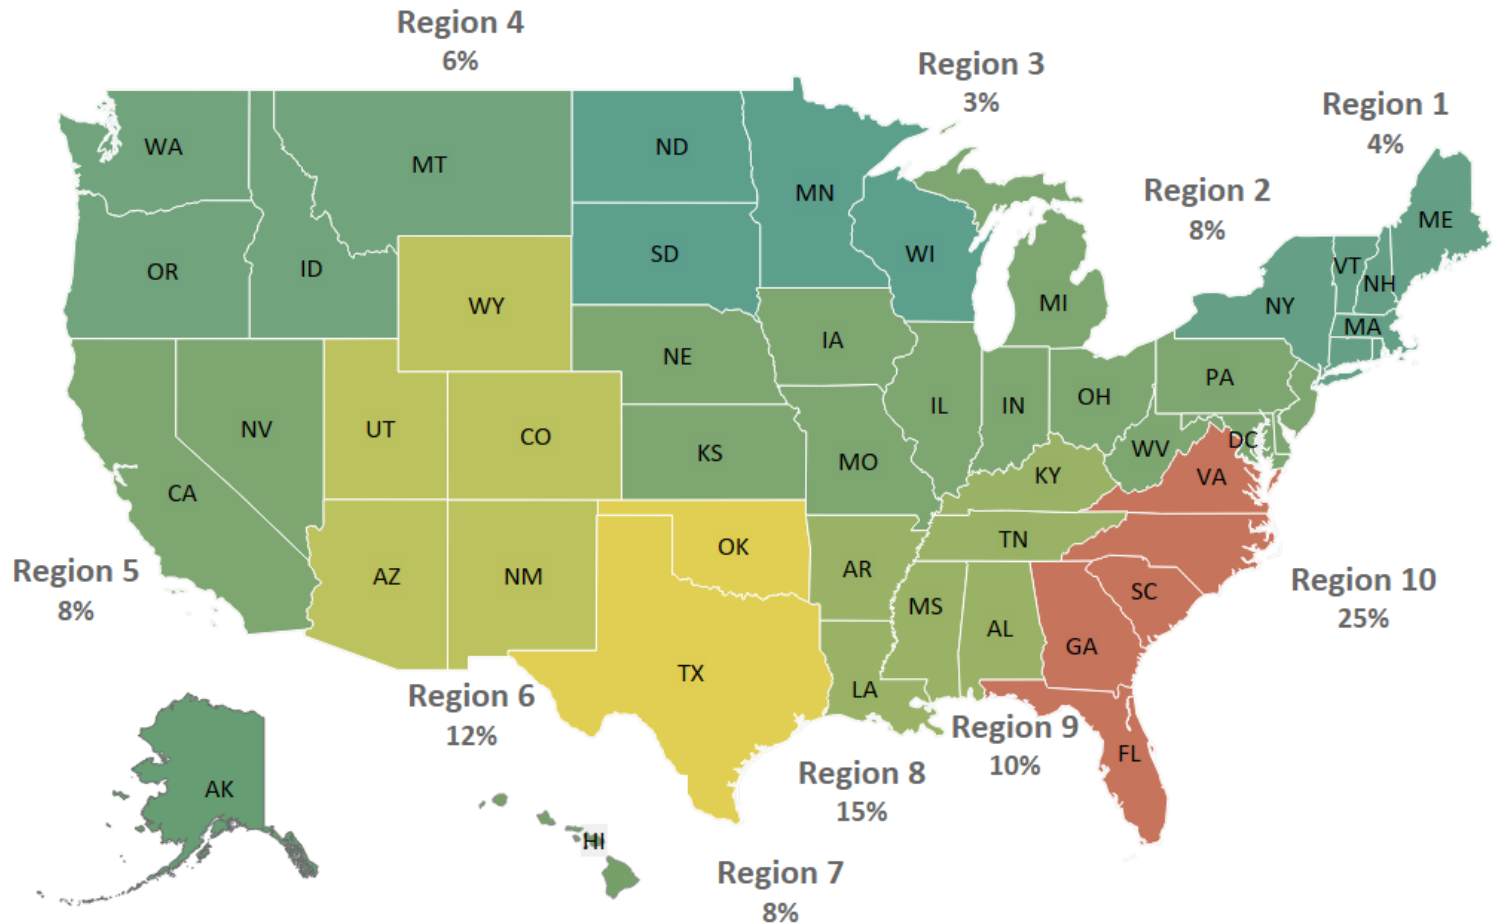 Region 4
6%
Region 3
3%
Region 1
4%
Region 2
8%
WA
MT
ND
MN
ME
OR
ID
SD
WI
VT
NH
WY
MI
NY
MA
IA
NE
PA
NV
UT
CO
IL
IN
OH
KS
MO
WV
DC
CA
KY
VA
Region 5
8%
AZ
NM
OK
AR
TN
Region 10
25%
MS
AL
SC
GA
TX
LA
Region 6
12%
Region 9
10%
FL
Region 8
15%
AK
HI
Region 7
8%